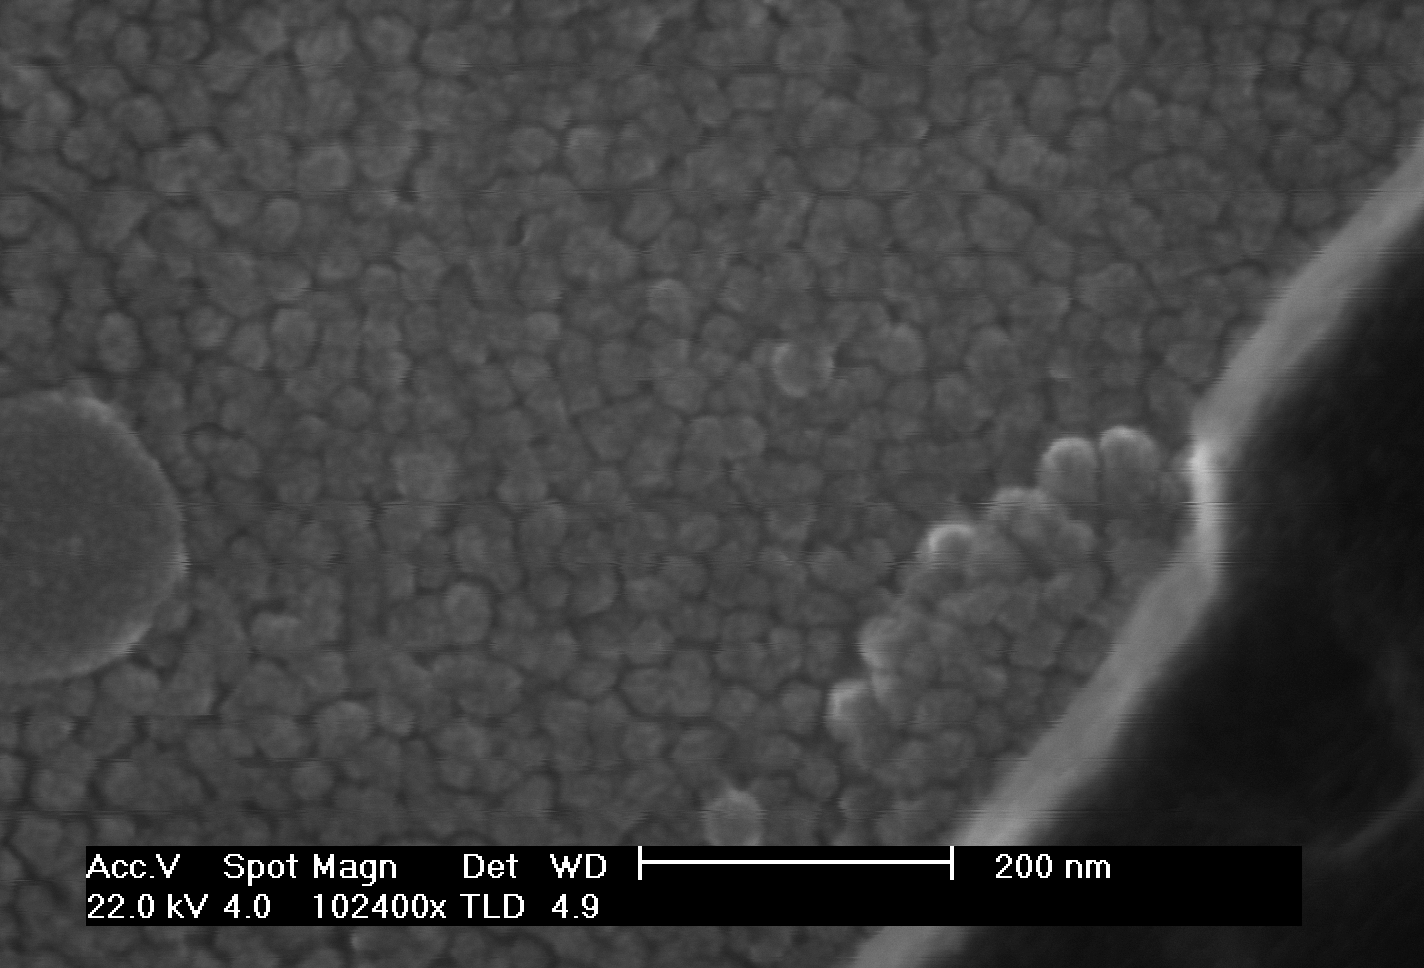 Acc.V Spot Magn Det WD 200 nm
22.0 kV 4.0 102400x TLD 4.9